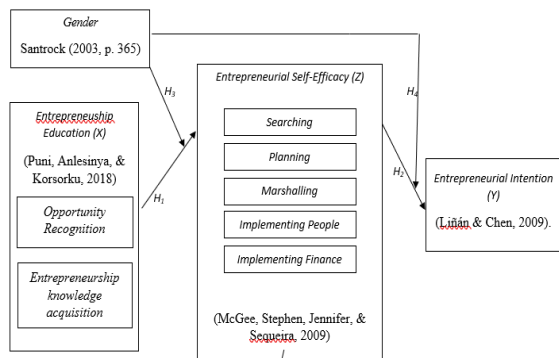 Gender
Santrock (2003, p. 365)
H3
H4
Entrepreneuship
Education (X)
(Puni, Anlesinya, &
Korsorku, 2018)
Opportunity
Recognition
Entrepreneurship
knowledge
acquisition
H1
Entrepreneurial Self-Efficacy (Z)
Searching
Planning
Marshalling
Implementing People
Implementing Finance
(McGee, Stephen, Jennifer, &
Sequeira, 2009)
H2
Entrepreneurial Intention
(Y)
(Liñán & Chen, 2009).